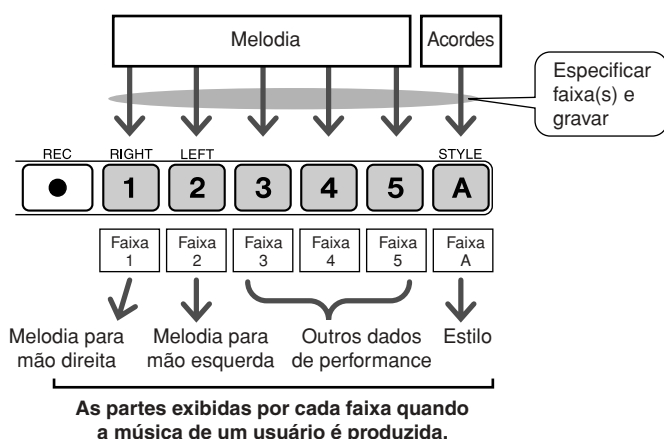 Melodia
Acordes
Especificar
faixa(s) e
gravar
REC
RIGHT
LEFT
STYLE
1
2
3
4
5
A
Faixa
1
Faixa
2
Faixa
3
Faixa
4
Faixa
5
Faixa
A
Melodia para
mão direita
Melodia para
mão esquerda
Outros dados
de performance
Estilo
As partes exibidas por cada faixa quando
a música de um usuário é produzida.